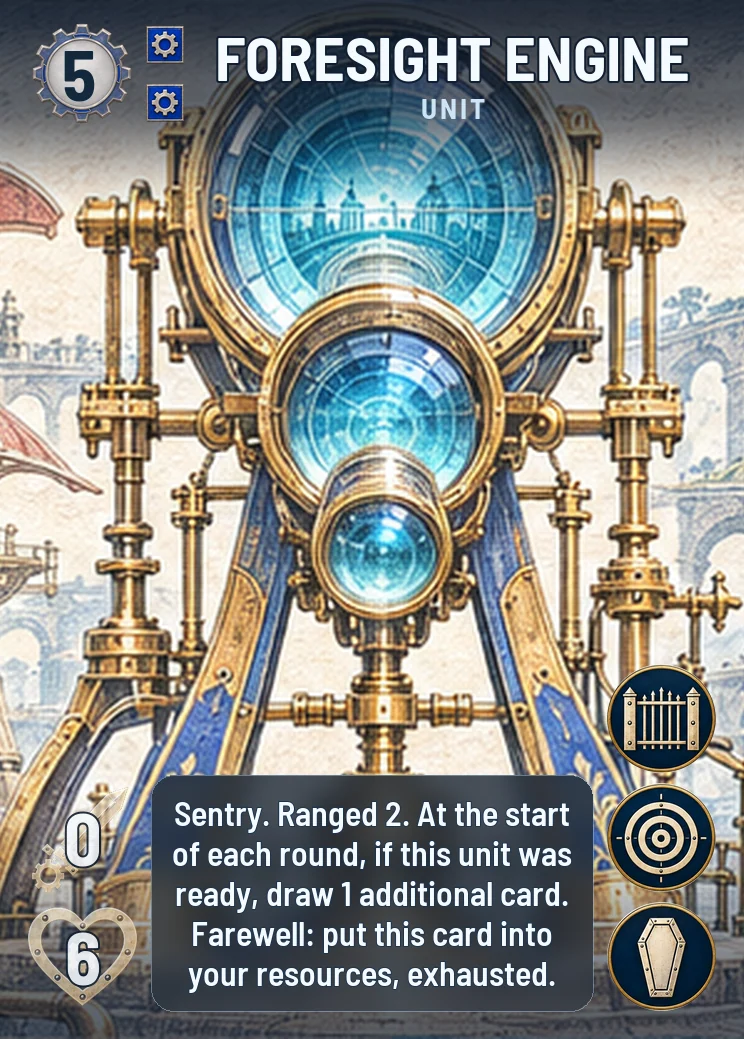 5
FORESIGHT ENGINE
UNIT
0
6
Sentry. Ranged 2. At the start
of each round, if this unit was
ready, draw 1 additional card.
Farewell: put this card into
your resources, exhausted.